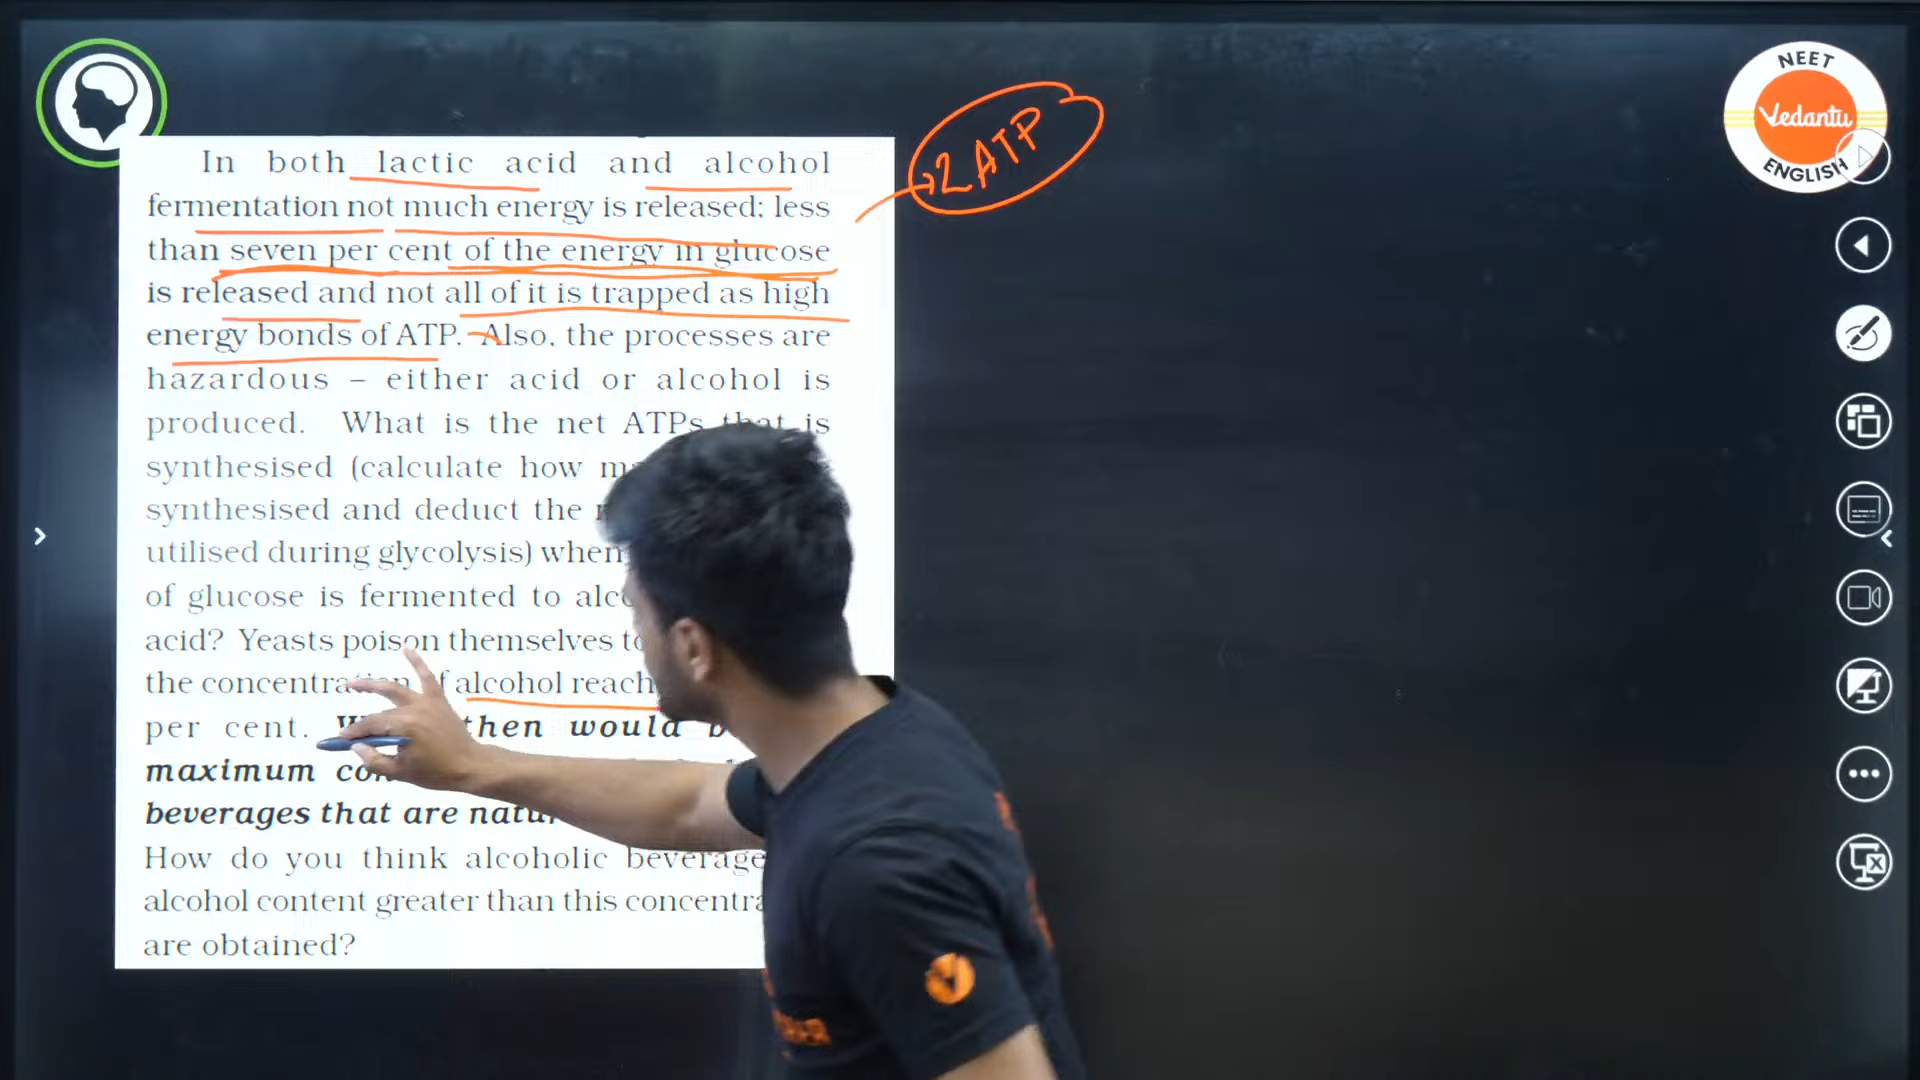 NEET
Vedantu
ENGLISH
2 ATP
In both lactic acid and alcohol
fermentation not much energy is released; less
than seven per cent of the energy in glucose
is released and not all of it is trapped as high
energy bonds of ATP. Also, the processes are
hazardous – either acid or alcohol is
produced. What is the net ATPs that is
synthesised (calculate how
synthesised and deduct the
utilised during glycolysis) when
of glucose is fermented to
acid? Yeasts poison themselves to
the concentration of alcohol reach
per cent. then would
maximum
beverages that are
How do you think alcoholic beverage
alcohol content greater than this
are obtained?